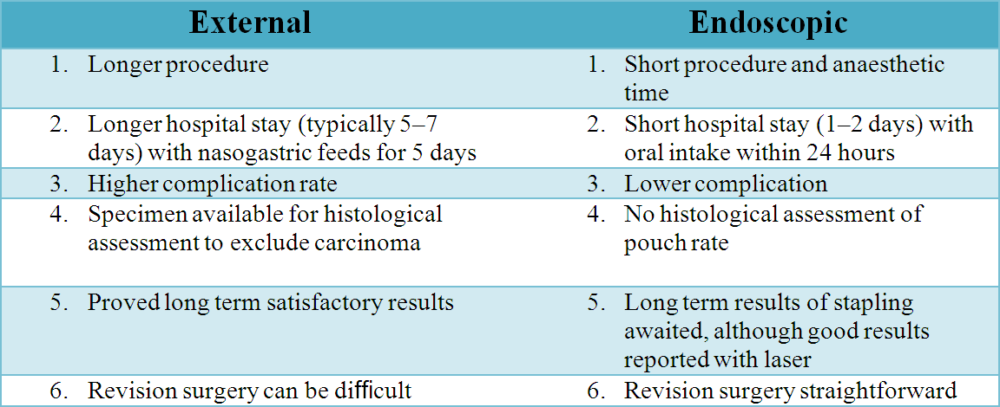 External Endoscopic
1. Longer procedure
1. Short procedure and anaesthetic
time
2. Longer hospital stay (typically 5–7
days) with nasogastric feeds for 5 days
2. Short hospital stay (1–2 days) with
oral intake within 24 hours
3. Higher complication rate
3. Lower complication
4. Specimen available for histological
assessment to exclude carcinoma
4. No histological assessment of
pouch rate
5. Proved long term satisfactory results
5. Long term results of stapling
awaited, although good results
reported with laser
6. Revision surgery can be difficult
6. Revision surgery straightforward